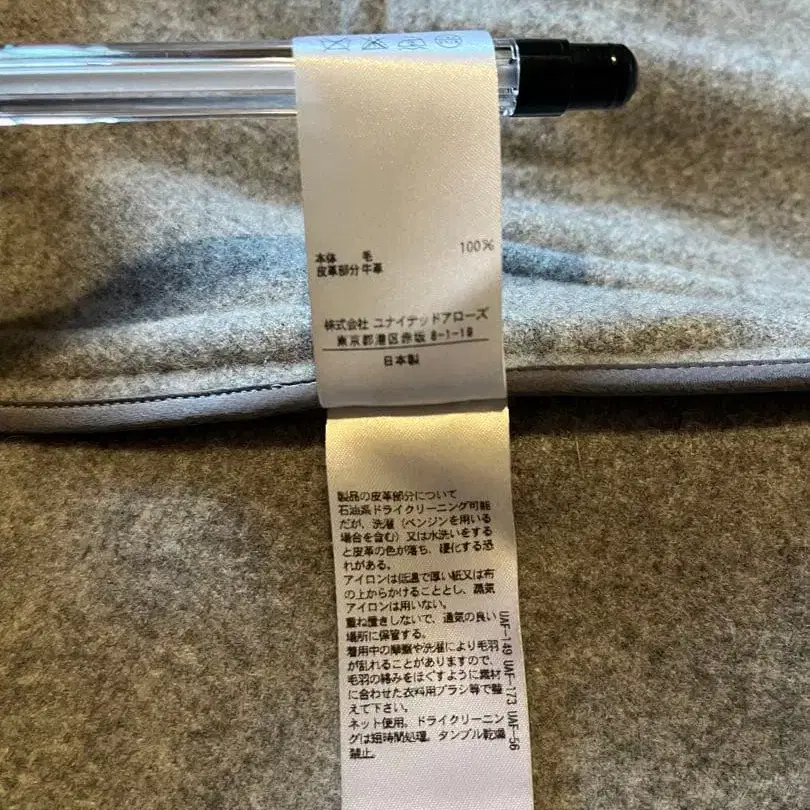 本体 毛 100%
皮革部分 牛革
株式会社 ユナイテッドアローズ
東京都港区赤坂 8-1-19
日本製
製品の皮革部分について
石油系ドライクリーニング可能
だが、洗濯（ベンジンを用いる
場合を含む）又は水洗いをする
と皮革の色が落ち、硬化する恐
れがある。
アイロンは低温で厚い紙又は布
の上からかけることとし、蒸気
アイロンは用いない。
重ね置きしないで、通気の良い
場所に保管する。
着用中の摩擦や洗濯により毛羽
が乱れることがありますので、
毛羽の絡みをほぐすように素材
に合わせた衣料用ブラシ等で整
えて下さい。
ネット使用。ドライクリーニン
グは短時間処理。タンブル乾燥
禁止。
UAF-149 UAF-173 UAF-56